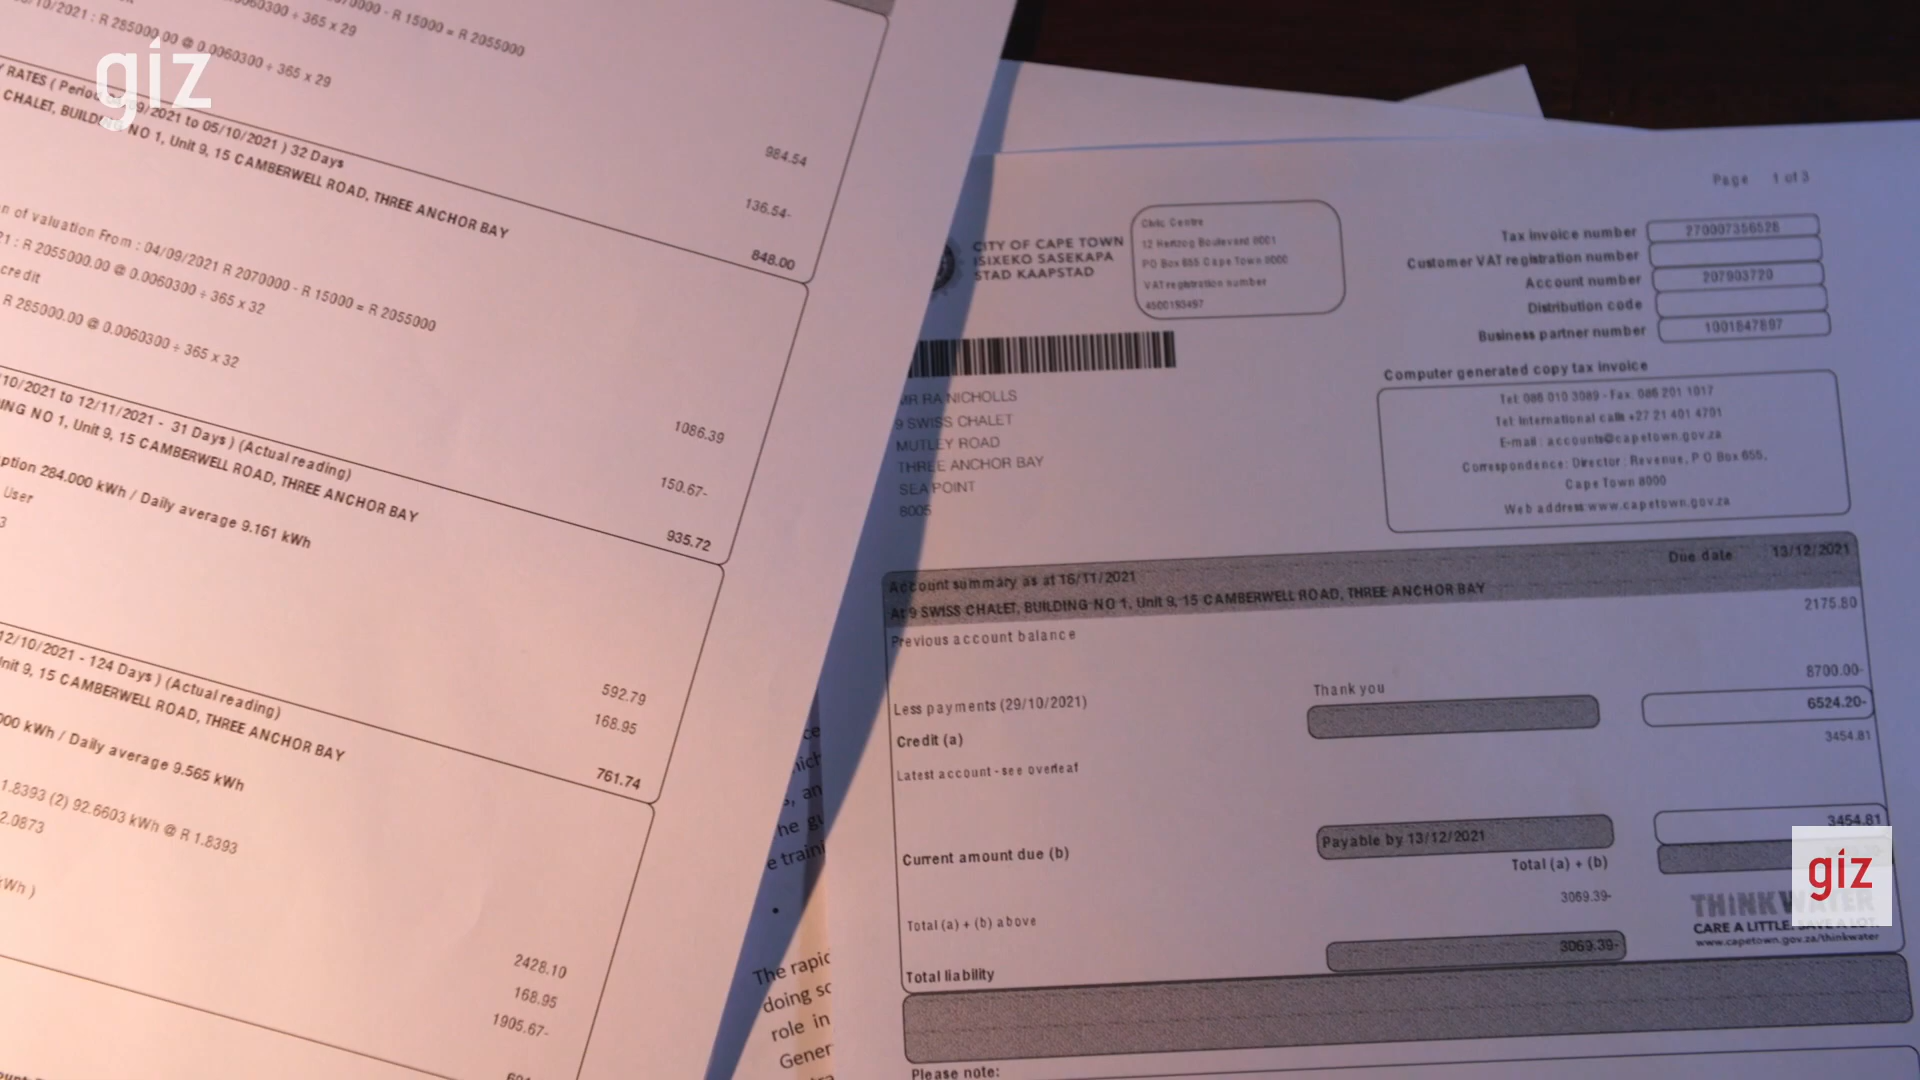 giz
- R 15000 = R 2055000
÷ 365 x 29
10/2021 : R 285000.00 @ 0.0060300 ÷ 365 x 29
984.54
136.54-
848.00
RATES ( Period 09/2021 to 05/10/2021 ) 32 Days
CHALET, BUILDING NO 1, Unit 9, 15 CAMBERWELL ROAD, THREE ANCHOR BAY
of valuation From : 04/09/2021 R 2070000 - R 15000 = R 2055000
: R 2055000.00 @ 0.0060300 ÷ 365 x 32
credit
R 285000.00 @ 0.0060300 ÷ 365 x 32
1086.39
150.67-
935.72
10/2021 to 12/11/2021 - 31 Days ) (Actual reading)
NO 1, Unit 9, 15 CAMBERWELL ROAD, THREE ANCHOR BAY
284.000 kWh / Daily average 9.161 kWh
User
592.79
168.95
761.74
12/10/2021 - 124 Days ) (Actual reading)
9, 15 CAMBERWELL ROAD, THREE ANCHOR BAY
kWh / Daily average 9.565 kWh
1.8393 (2) 92.6603 kWh @ R 1.8393
2.0873
kWh )
2428.10
168.95
1905.67-
The rapid
doing so
role in
Gener
Page 1 of 3
CITY OF CAPE TOWN
ISIXEKO SASEKAPA
STAD KAAPSTAD
Civic Centre
12 Hertzog Boulevard 8001
PO Box 655 Cape Town 8000
VAT registration number
4500193497
Tax invoice number 270007356528
Customer VAT registration number
Account number 207903720
Distribution code
Business partner number 1001847897
Computer generated copy tax invoice
Tel: 086 010 3089 - Fax: 086 201 1017
Tel: International calls +27 21 401 4701
E-mail : accounts@capetown.gov.za
Correspondence: Director: Revenue, P O Box 655,
Cape Town 8000
Web address: www.capetown.gov.za
MR RA NICHOLLS
9 SWISS CHALET
MUTLEY ROAD
THREE ANCHOR BAY
SEA POINT
8005
Account summary as at 16/11/2021 Due date 13/12/2021
At 9 SWISS CHALET, BUILDING NO 1, Unit 9, 15 CAMBERWELL ROAD, THREE ANCHOR BAY
Previous account balance 2175.80
Less payments (29/10/2021) Thank you 8700.00-
Credit (a) 6524.20-
Latest account - see overleaf 3454.81
Current amount due (b) Payable by 13/12/2021 3454.81
Total (a) + (b)
Total (a) + (b) above 3069.39-
Total liability 3069.39-
THINK WATER
CARE A LITTLE. SAVE A LOT.
www.capetown.gov.za/thinkwater
giz
Please note: